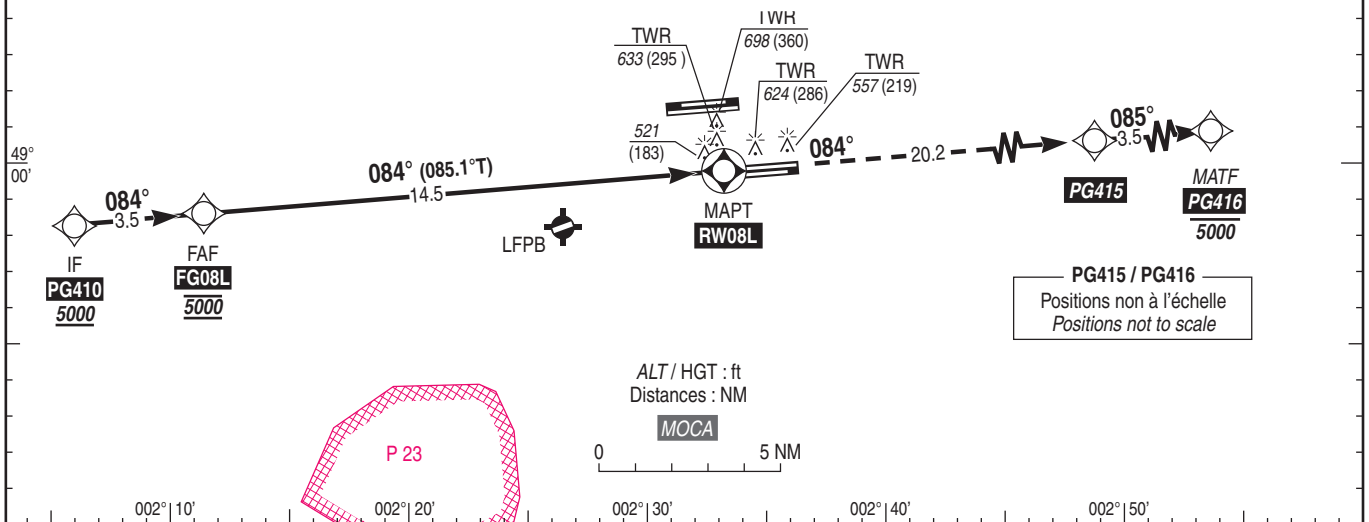 TWR
698 (360)
TWR
633 (295 )
TWR
624 (286)
TWR
557 (219)
521
(183)
49°
00'
084°
3.5
084° (085.1°T)
14.5
084°
20.2
085°
3.5
IF
PG410
5000
FAF
FG08L
5000
LFPB
MAPT
RW08L
PG415
MATF
PG416
5000
PG415 / PG416
Positions non à l'échelle
Positions not to scale
ALT / HGT : ft
Distances : NM
MOCA
0 5 NM
P 23
002° 10' 002° 20' 002° 30' 002° 40' 002° 50'